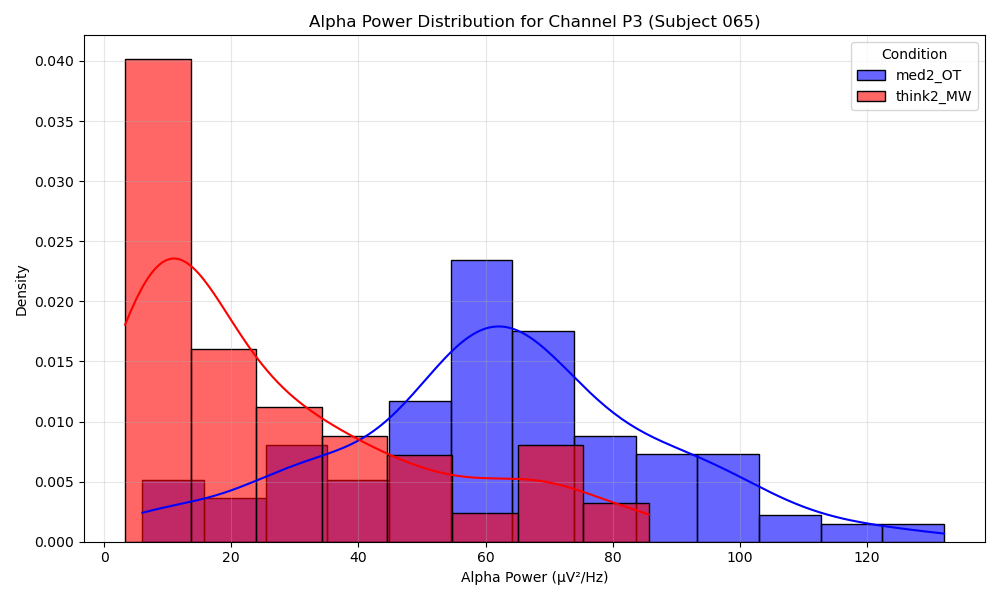 Alpha Power Distribution for Channel P3 (Subject 065)
Condition
med2_OT
think2_MW
0.040
0.035
0.030
0.025
0.020
0.015
0.010
0.005
0.000
Density
0 20 40 60 80 100 120
Alpha Power (µV²/Hz)